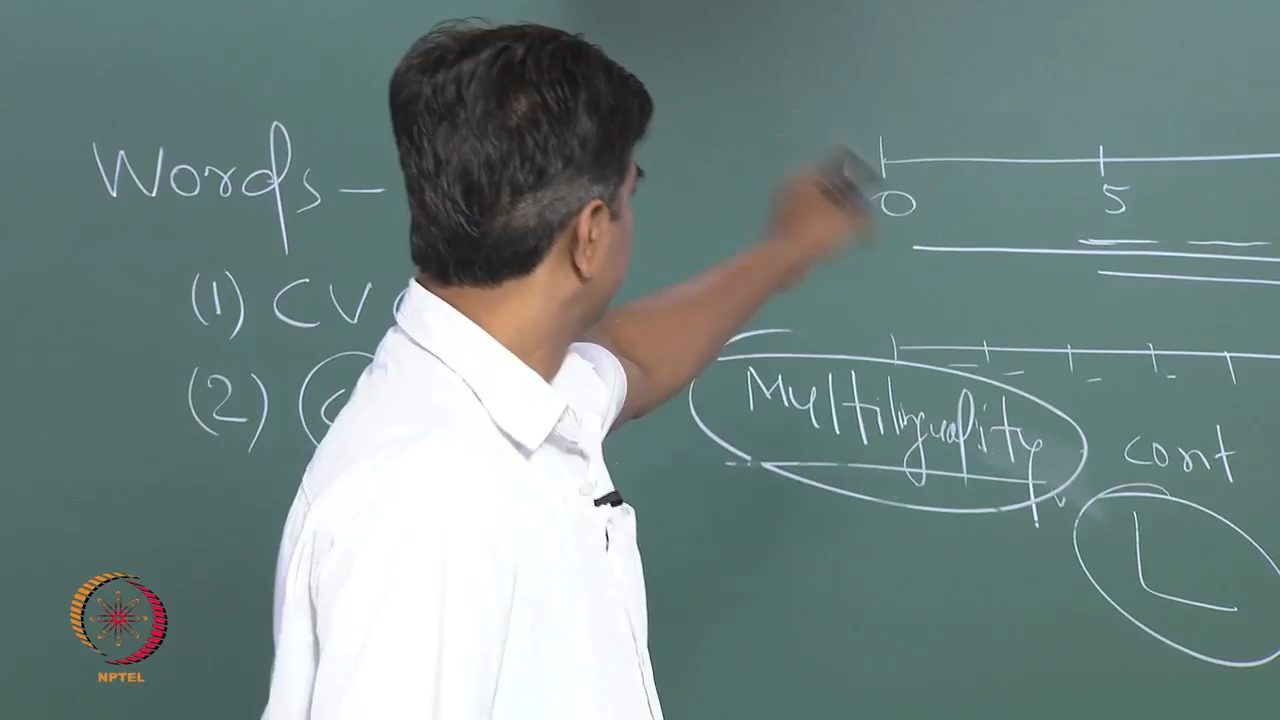 Words –
(1) CV
(2)
0 5
Multilinguality
cont
L
NPTEL